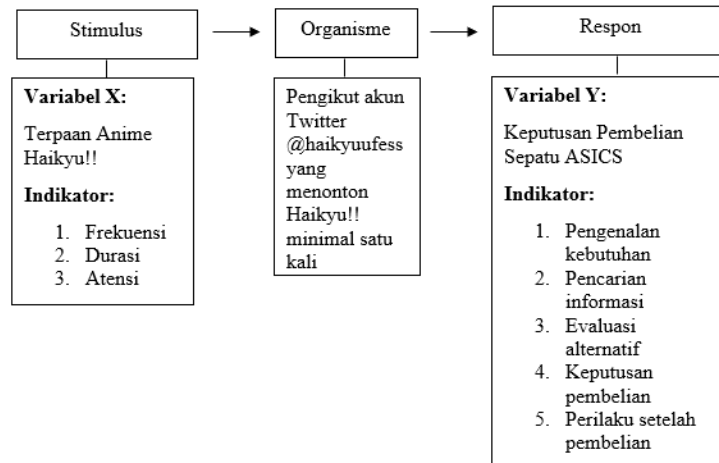 Stimulus
Organisme
Respon
Variabel X:
Terpaan Anime
Haikyu!!
Indikator:
1. Frekuensi
2. Durasi
3. Atensi
Pengikut akun
Twitter
@haikyuufess
yang
menonton
Haikyu!!
minimal satu
kali
Variabel Y:
Keputusan Pembelian
Sepatu ASICS
Indikator:
1. Pengenalan
kebutuhan
2. Pencarian
informasi
3. Evaluasi
alternatif
4. Keputusan
pembelian
5. Perilaku setelah
pembelian